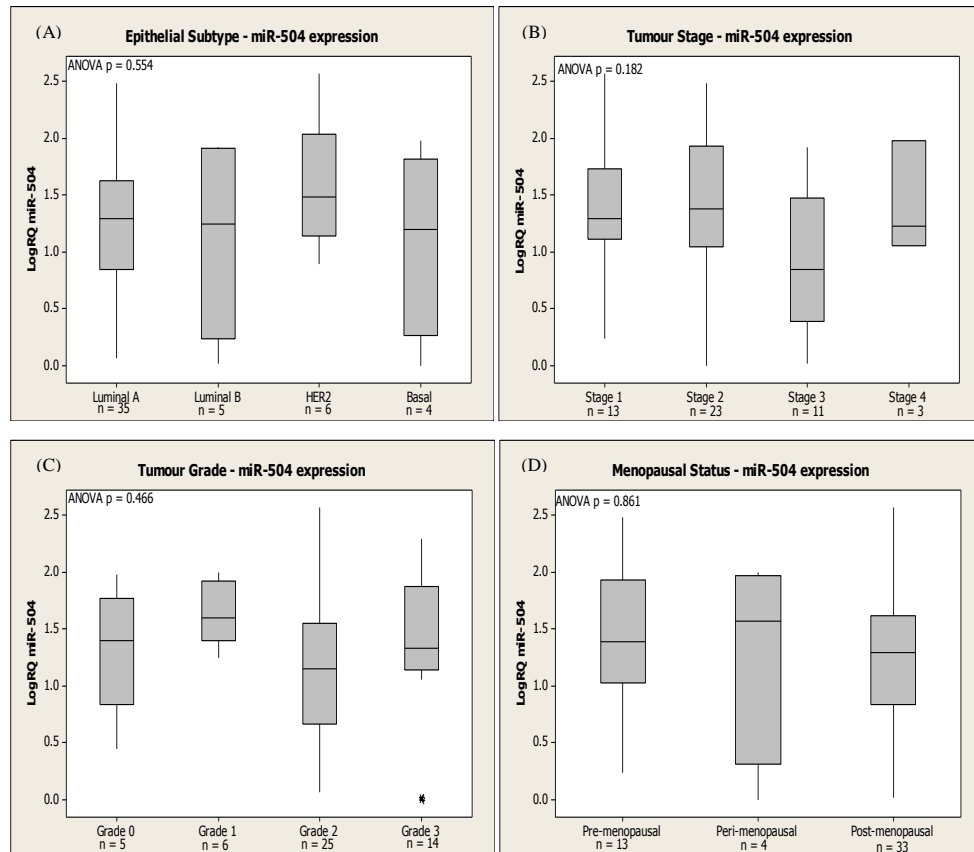 (A)
Epithelial Subtype - miR-504 expression
ANOVA p = 0.554
LogRQ miR-504
2.5
2.0
1.5
1.0
0.5
0.0
Luminal A Luminal B HER2 Basal
n = 35 n = 5 n = 6 n = 4
(B)
Tumour Stage - miR-504 expression
ANOVA p = 0.182
LogRQ miR-504
2.5
2.0
1.5
1.0
0.5
0.0
Stage 1 Stage 2 Stage 3 Stage 4
n = 13 n = 23 n = 11 n = 3
(C)
Tumour Grade - miR-504 expression
ANOVA p = 0.466
LogRQ miR-504
2.5
2.0
1.5
1.0
0.5
0.0
Grade 0 Grade 1 Grade 2 Grade 3
n = 5 n = 6 n = 25 n = 14
(D)
Menopausal Status - miR-504 expression
ANOVA p = 0.861
LogRQ miR-504
2.5
2.0
1.5
1.0
0.5
0.0
Pre-menopausal Peri-menopausal Post-menopausal
n = 13 n = 4 n = 33